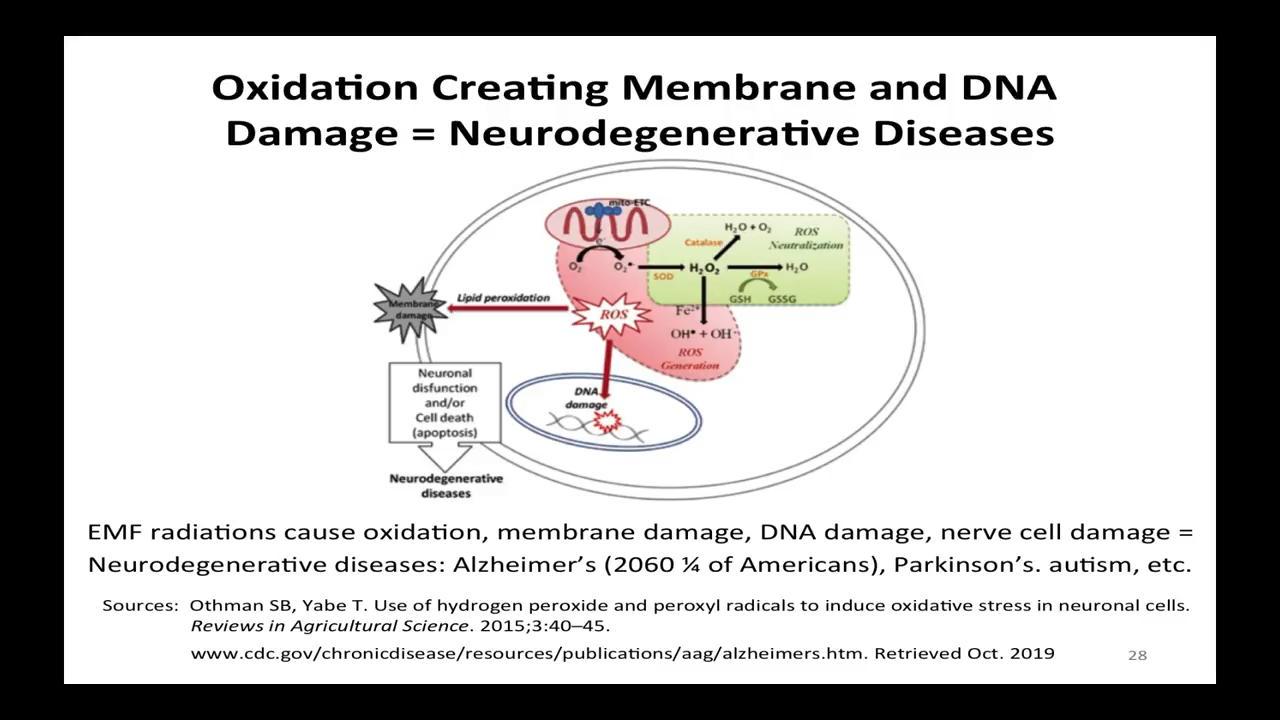 Oxidation Creating Membrane and DNA
Damage = Neurodegenerative Diseases
mito-ETC
e⁻
O₂
O₂•
SOD
H₂O₂
Catalase
H₂O + O₂
GPx
H₂O
GSH
GSSG
ROS
Neutralization
Membrane
damage
Lipid peroxidation
ROS
Fe²⁺
OH• + OH⁻
ROS
Generation
DNA
damage
Neuronal
disfunction
and/or
Cell death
(apoptosis)
Neurodegenerative
diseases
EMF radiations cause oxidation, membrane damage, DNA damage, nerve cell damage =
Neurodegenerative diseases: Alzheimer’s (2060 ¼ of Americans), Parkinson’s. autism, etc.
Sources: Othman SB, Yabe T. Use of hydrogen peroxide and peroxyl radicals to induce oxidative stress in neuronal cells.
Reviews in Agricultural Science. 2015;3:40–45.
www.cdc.gov/chronicdisease/resources/publications/aag/alzheimers.htm. Retrieved Oct. 2019
28